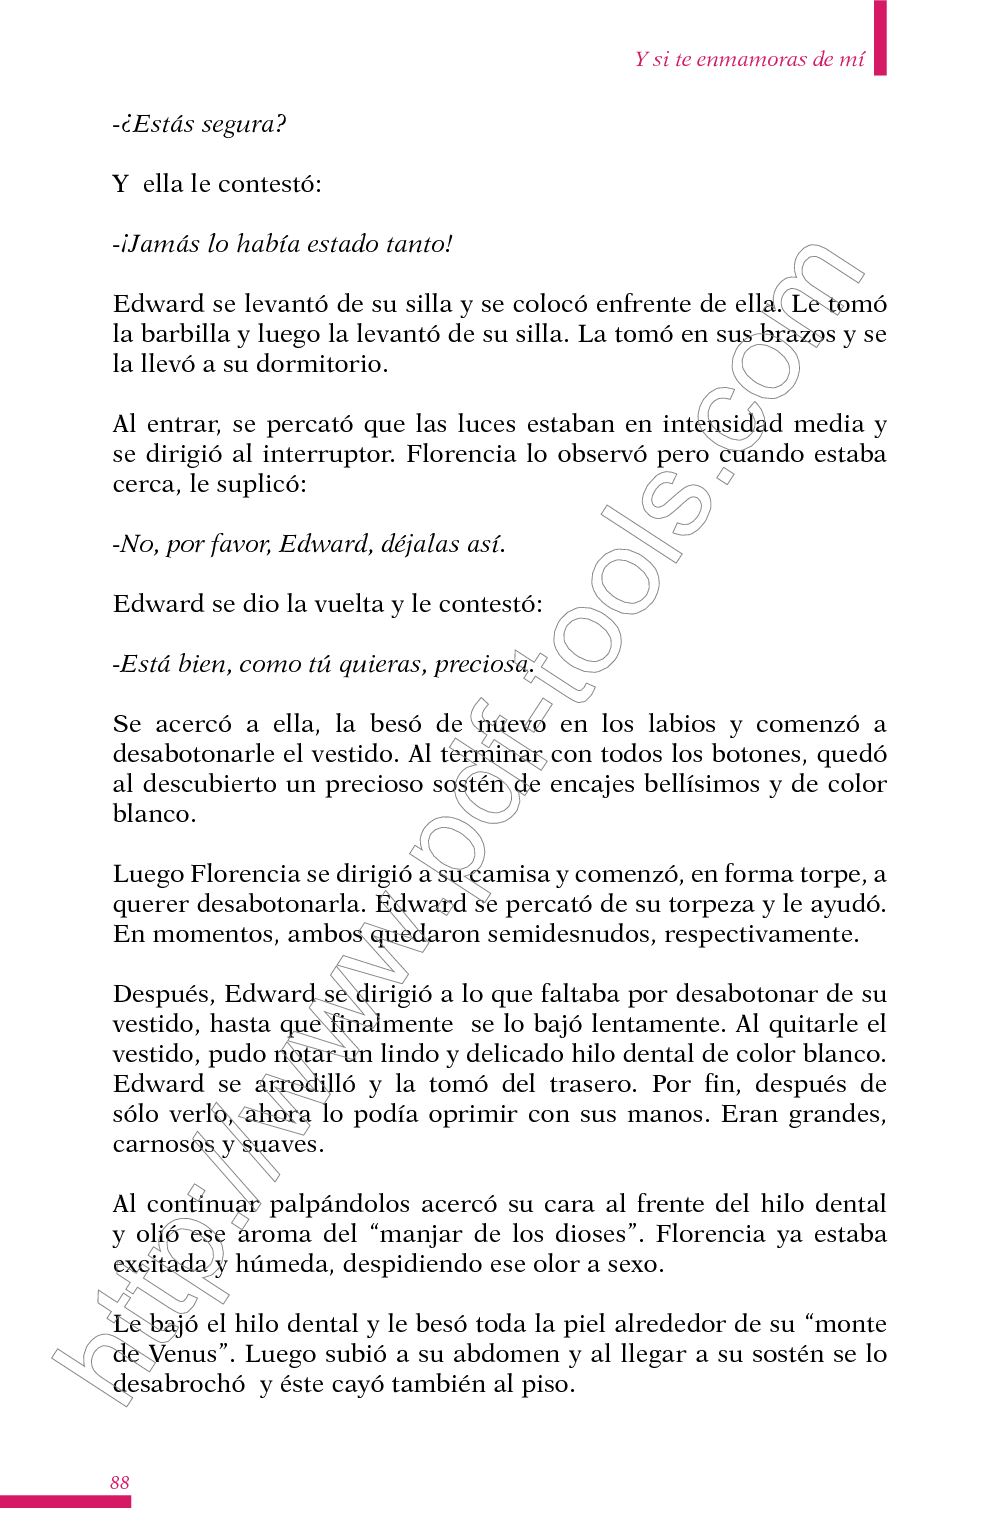 Y si te enmamoras de mí
-¿Estás segura?
Y  ella le contestó:
-¡Jamás lo había estado tanto!
Edward se levantó de su silla y se colocó enfrente de ella. Le tomó
la barbilla y luego la levantó de su silla. La tomó en sus brazos y se
la llevó a su dormitorio.
Al entrar, se percató que las luces estaban en intensidad media y
se dirigió al interruptor. Florencia lo observó pero cuando estaba
cerca, le suplicó:
-No, por favor, Edward, déjalas así.
Edward se dio la vuelta y le contestó:
-Está bien, como tú quieras, preciosa.
Se acercó a ella, la besó de nuevo en los labios y comenzó a
desabotonarle el vestido. Al terminar con todos los botones, quedó
al descubierto un precioso sostén de encajes bellísimos y de color
blanco.
Luego Florencia se dirigió a su camisa y comenzó, en forma torpe, a
querer desabotonarla. Edward se percató de su torpeza y le ayudó.
En momentos, ambos quedaron semidesnudos, respectivamente.
Después, Edward se dirigió a lo que faltaba por desabotonar de su
vestido, hasta que finalmente  se lo bajó lentamente. Al quitarle el
vestido, pudo notar un lindo y delicado hilo dental de color blanco.
Edward se arrodilló y la tomó del trasero. Por fin, después de
sólo verlo, ahora lo podía oprimir con sus manos. Eran grandes,
carnosos y suaves.
Al continuar palpándolos acercó su cara al frente del hilo dental
y olió ese aroma del “manjar de los dioses”. Florencia ya estaba
excitada y húmeda, despidiendo ese olor a sexo.
Le bajó el hilo dental y le besó toda la piel alrededor de su “monte
de Venus”. Luego subió a su abdomen y al llegar a su sostén se lo
desabrochó  y éste cayó también al piso.
88
http://www.pdf-tools.com